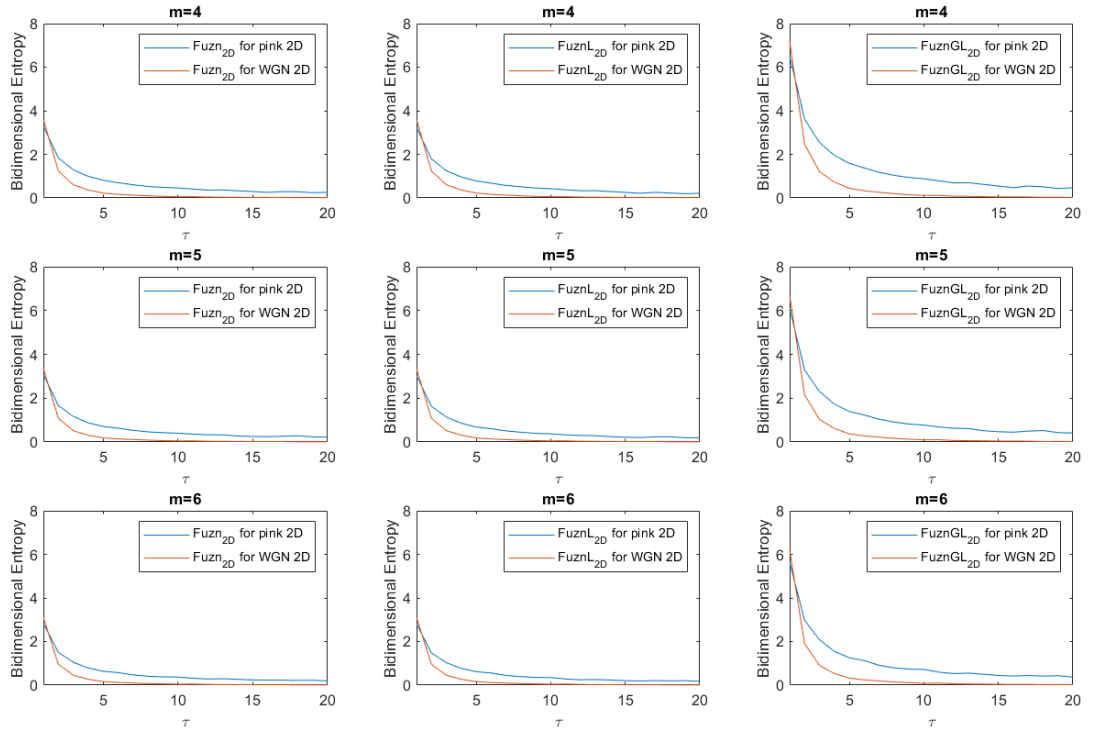 m=4
8
6
4
2
0
Bidimensional Entropy
Fuzn2D for pink 2D
Fuzn2D for WGN 2D
5 10 15 20
τ
m=4
8
6
4
2
0
Bidimensional Entropy
FuznL2D for pink 2D
FuznL2D for WGN 2D
5 10 15 20
τ
m=4
8
6
4
2
0
Bidimensional Entropy
FuznGL2D for pink 2D
FuznGL2D for WGN 2D
5 10 15 20
τ
m=5
8
6
4
2
0
Bidimensional Entropy
Fuzn2D for pink 2D
Fuzn2D for WGN 2D
5 10 15 20
τ
m=5
8
6
4
2
0
Bidimensional Entropy
FuznL2D for pink 2D
FuznL2D for WGN 2D
5 10 15 20
τ
m=5
8
6
4
2
0
Bidimensional Entropy
FuznGL2D for pink 2D
FuznGL2D for WGN 2D
5 10 15 20
τ
m=6
8
6
4
2
0
Bidimensional Entropy
Fuzn2D for pink 2D
Fuzn2D for WGN 2D
5 10 15 20
τ
m=6
8
6
4
2
0
Bidimensional Entropy
FuznL2D for pink 2D
FuznL2D for WGN 2D
5 10 15 20
τ
m=6
8
6
4
2
0
Bidimensional Entropy
FuznGL2D for pink 2D
FuznGL2D for WGN 2D
5 10 15 20
τ